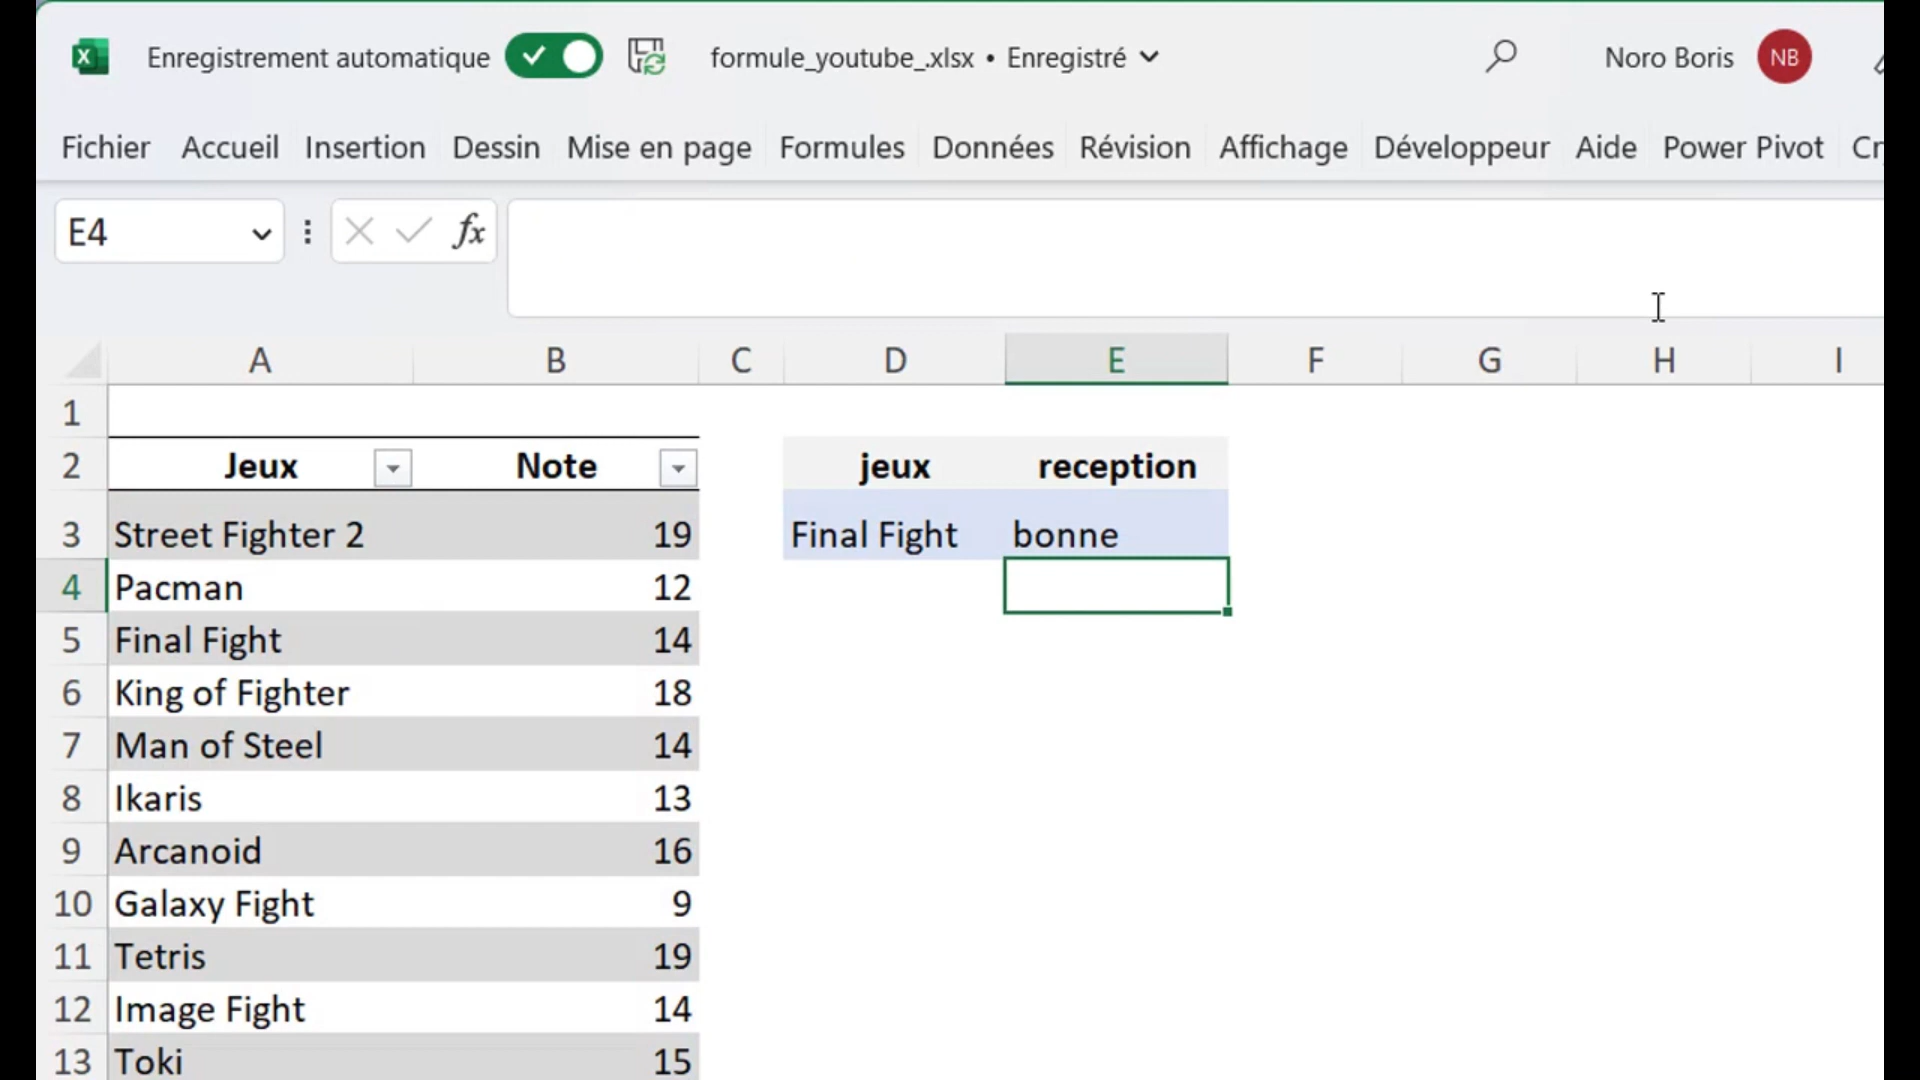 Enregistrement automatique formule_youtube_.xlsx • Enregistré Noro Boris NB
Fichier Accueil Insertion Dessin Mise en page Formules Données Révision Affichage Développeur Aide Power Pivot
E4 fx
A B C D E F G H I
1
2 Jeux Note jeux reception
3 Street Fighter 2 19 Final Fight bonne
4 Pacman 12
5 Final Fight 14
6 King of Fighter 18
7 Man of Steel 14
8 Ikaris 13
9 Arcanoid 16
10 Galaxy Fight 9
11 Tetris 19
12 Image Fight 14
13 Toki 15